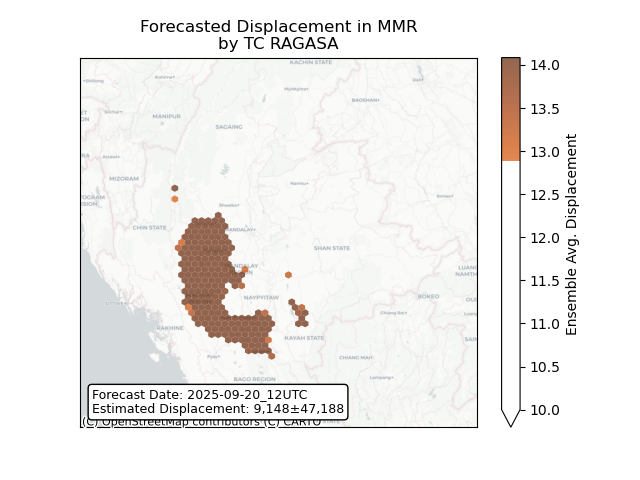 Forecasted Displacement in MMR
by TC RAGASA
KACHIN STATE
MANIPUR
SAGAING
MIZORAM
CHIN STATE
SHAN STATE
NAYPYITAW
BOKEO
RAKHINE
KAYAH STATE
BAGO REGION
Forecast Date: 2025-09-20_12UTC
Estimated Displacement: 9,148±47,188
(C) OpenStreetMap contributors (C) CARTO
14.0
13.5
13.0
12.5
12.0
11.5
11.0
10.5
10.0
Ensemble Avg. Displacement